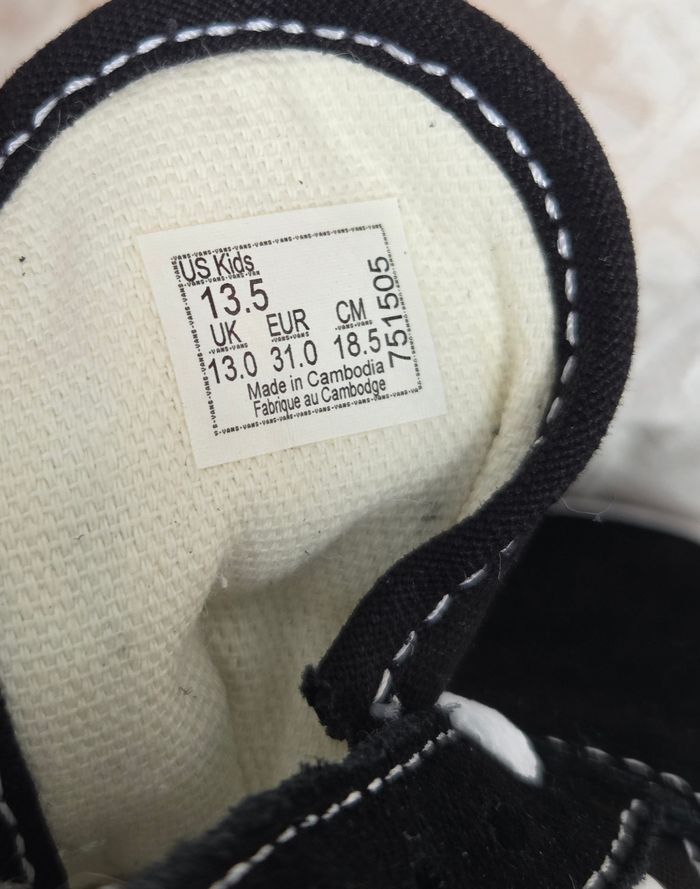 US Kids
13.5
UK EUR CM
13.0 31.0 18.5
Made in Cambodia
Fabrique au Cambodge
751505